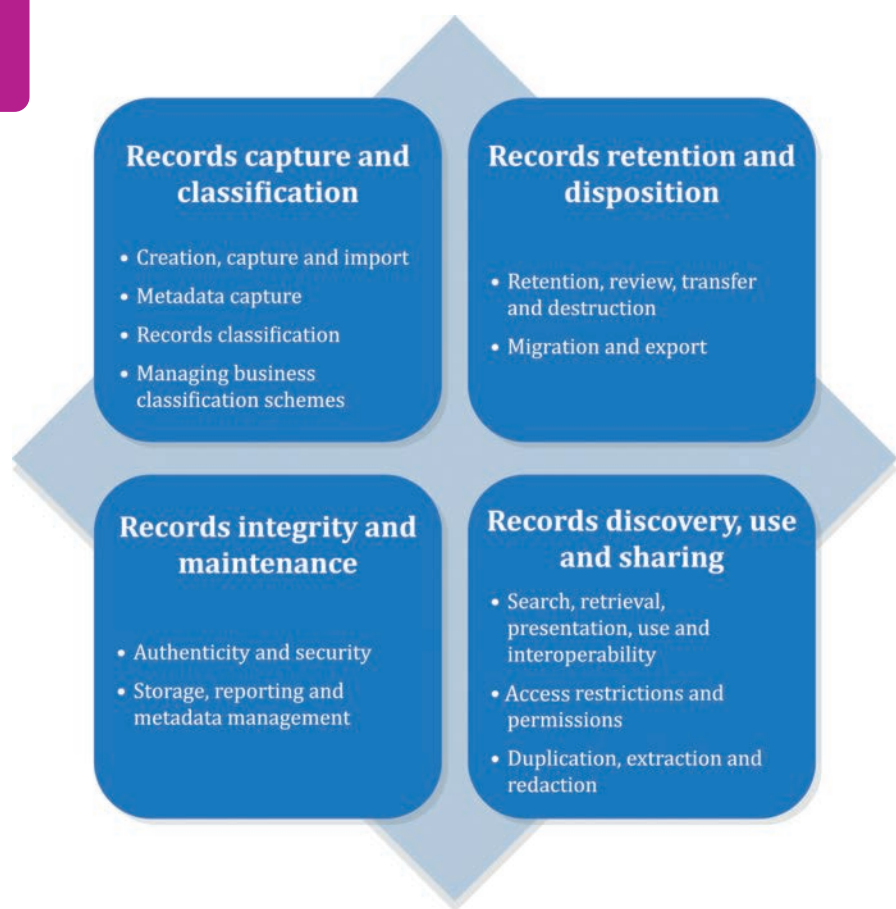 Records capture and
classification
• Creation, capture and import
• Metadata capture
• Records classification
• Managing business
classification schemes
Records retention and
disposition
• Retention, review, transfer
and destruction
• Migration and export
Records integrity and
maintenance
• Authenticity and security
• Storage, reporting and
metadata management
Records discovery, use
and sharing
• Search, retrieval,
presentation, use and
interoperability
• Access restrictions and
permissions
• Duplication, extraction and
redaction